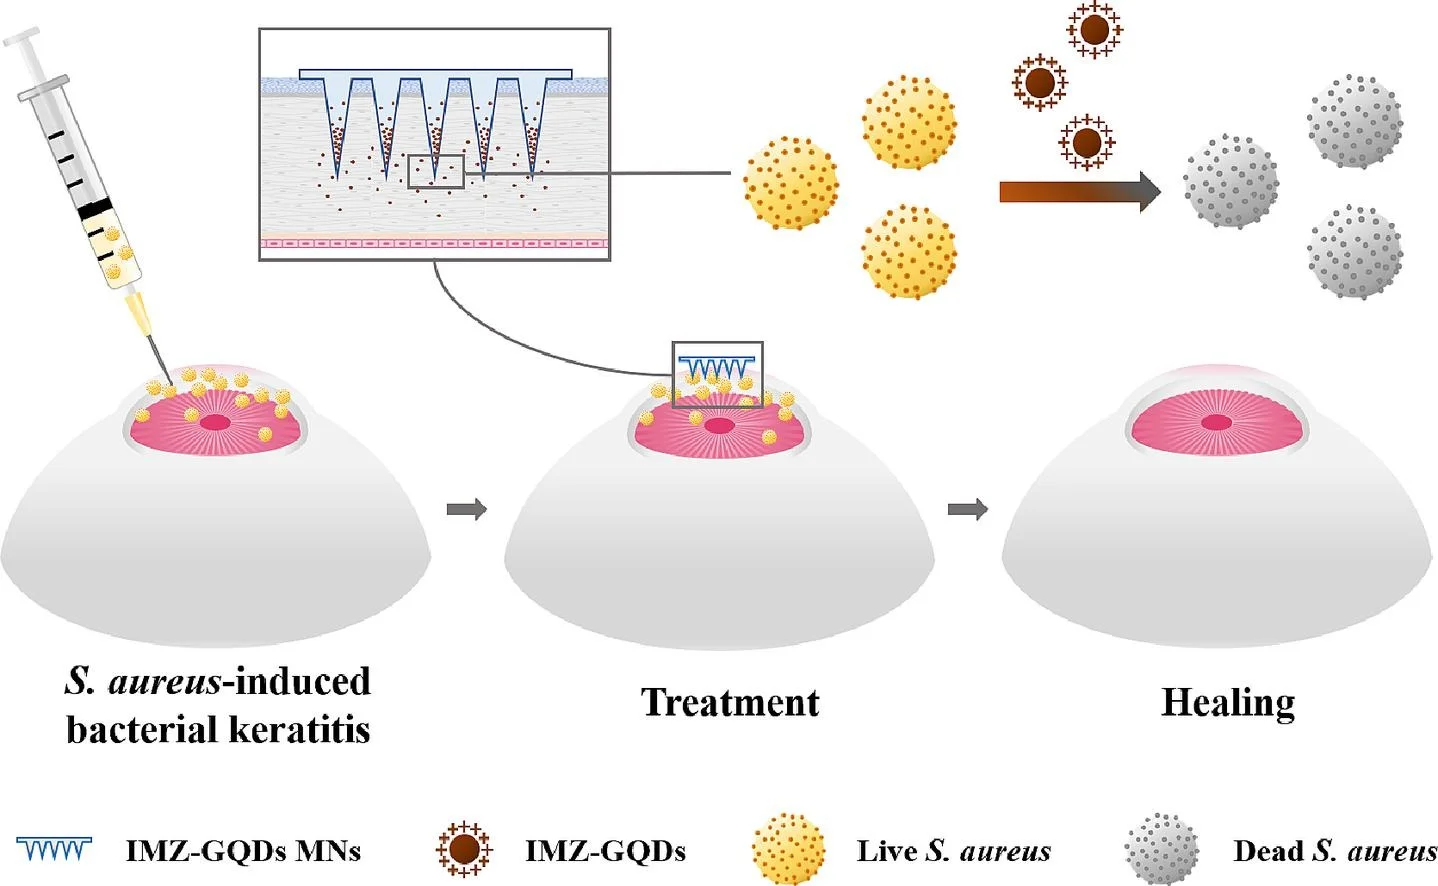 S. aureus-induced
bacterial keratitis
Treatment
Healing
IMZ-GQDs MNs
IMZ-GQDs
Live S. aureus
Dead S. aureus